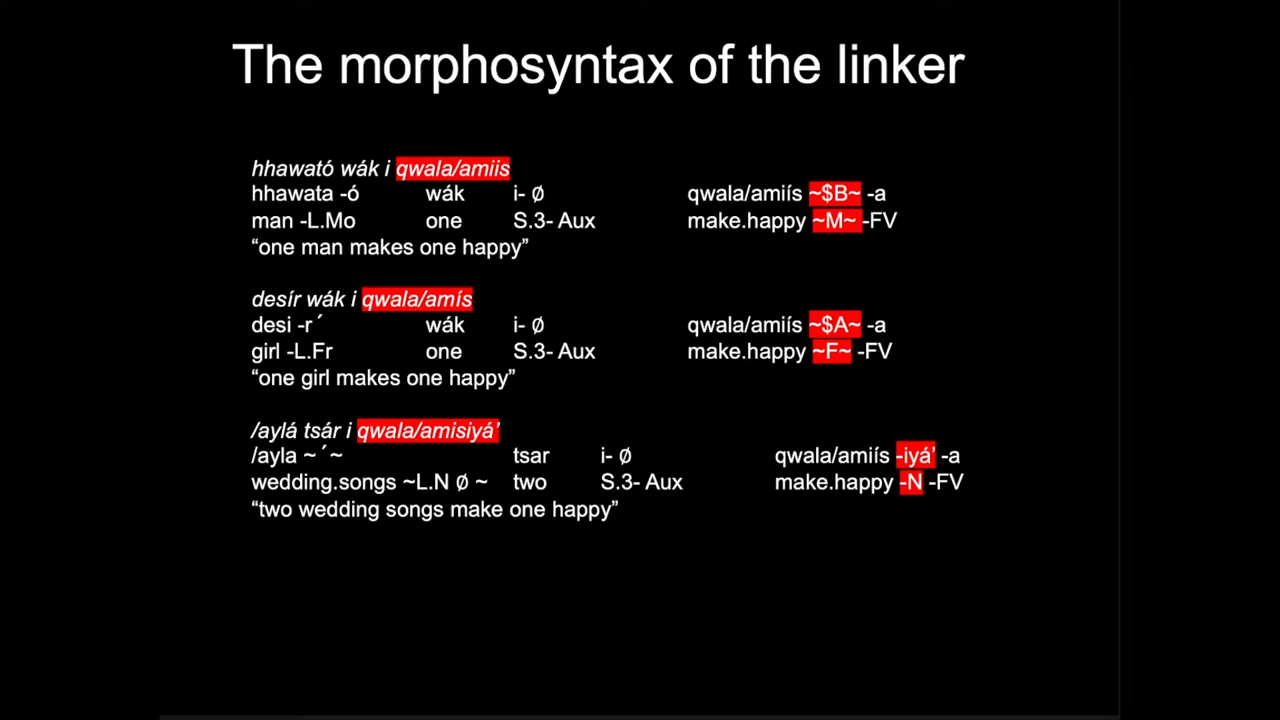 The morphosyntax of the linker
hhawató wák i qwala/amiis
hhawata -ó wák i- ∅ qwala/amiís ~$B~ -a
man -L.Mo one S.3- Aux make.happy ~M~ -FV
“one man makes one happy”
desír wák i qwala/amís
desi -r´ wák i- ∅ qwala/amiís ~$A~ -a
girl -L.Fr one S.3- Aux make.happy ~F~ -FV
“one girl makes one happy”
/aylá tsár i qwala/amisiyá’
/ayla ~´~ tsar i- ∅ qwala/amiís -iyá’ -a
wedding.songs ~L.N ∅ ~ two S.3- Aux make.happy -N -FV
“two wedding songs make one happy”